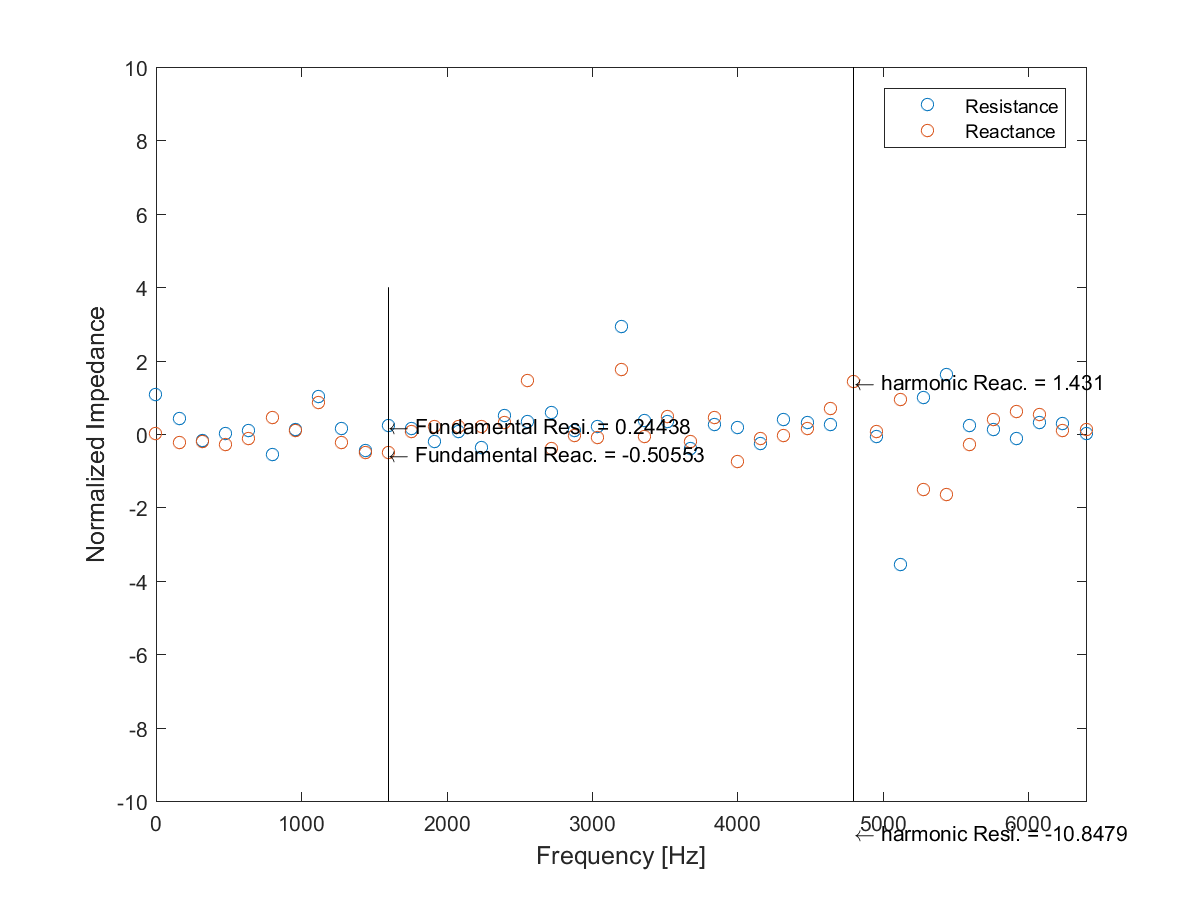 10
8
6
4
2
0
-2
-4
-6
-8
-10
Normalized Impedance
Resistance
Reactance
← harmonic Reac. = 1.431
← Fundamental Resi. = 0.24438
← Fundamental Reac. = -0.50553
0 1000 2000 3000 4000 5000 6000
← harmonic Resi. = -10.8479
Frequency [Hz]